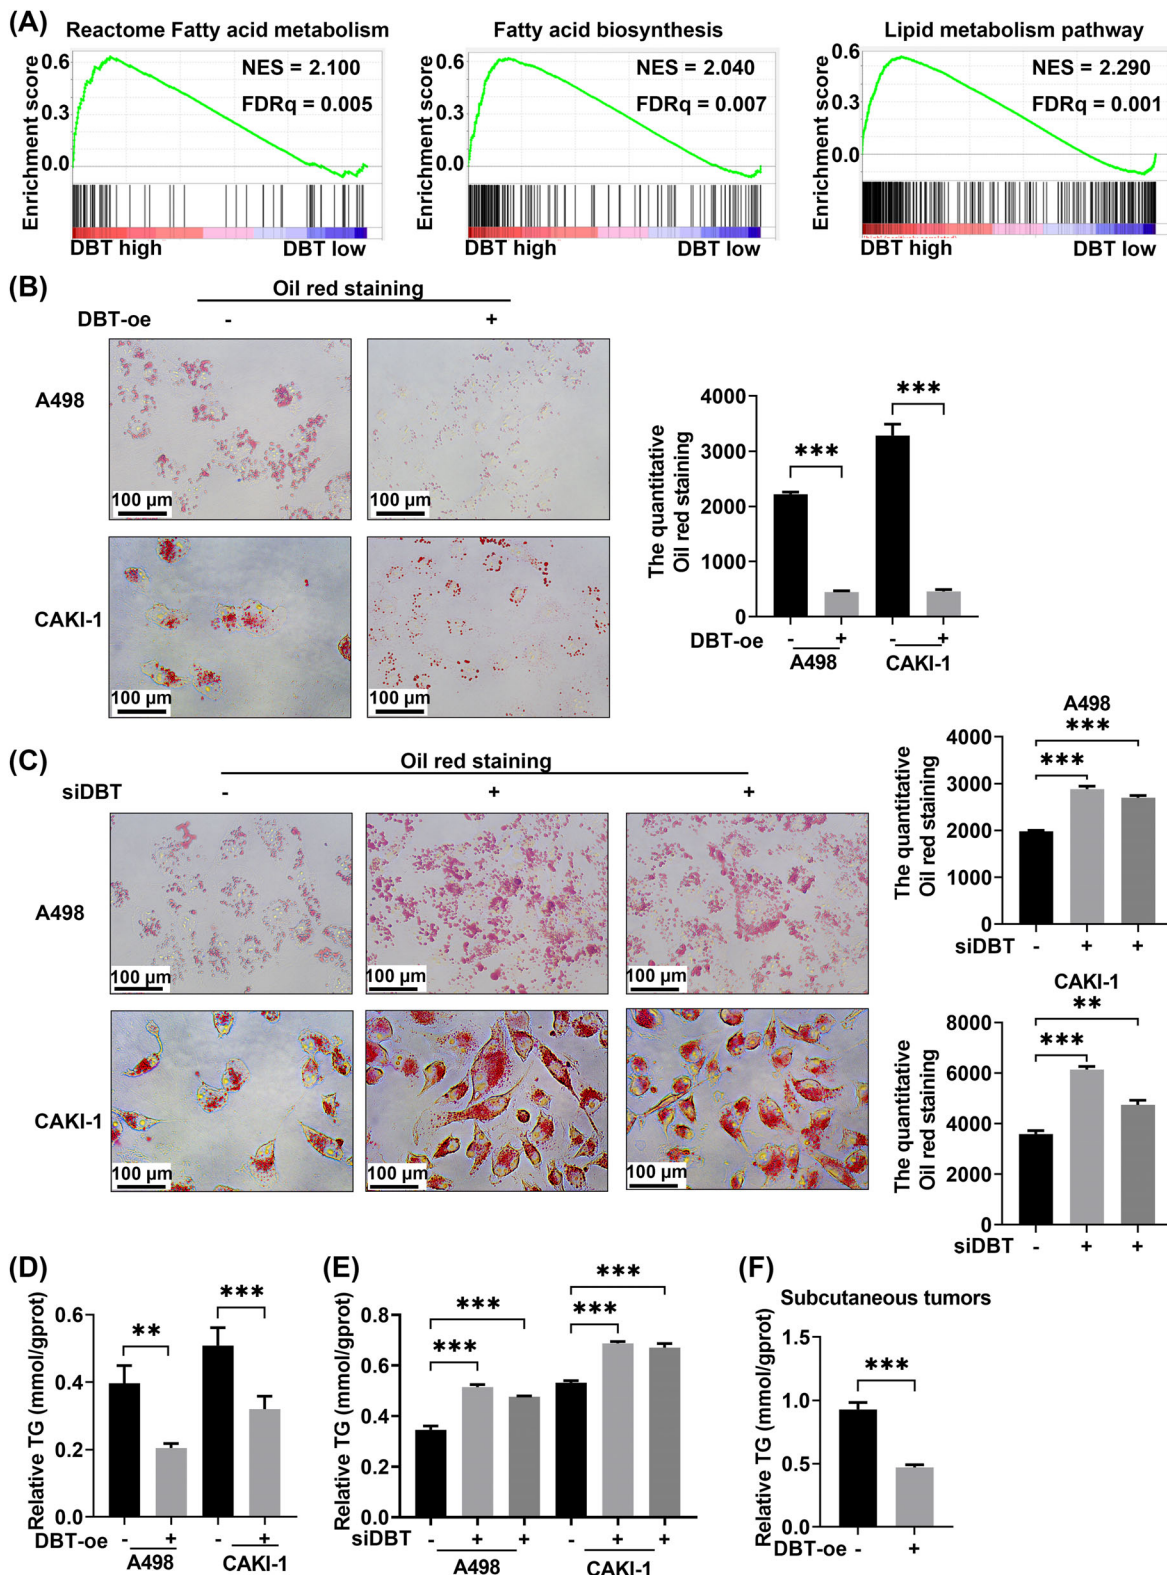 (A)
Reactome Fatty acid metabolism
Fatty acid biosynthesis
Lipid metabolism pathway
Enrichment score
0.6
0.3
0.0
NES = 2.100
FDRq = 0.005
DBT high
DBT low
Enrichment score
0.6
0.3
0.0
NES = 2.040
FDRq = 0.007
DBT high
DBT low
Enrichment score
0.6
0.3
0.0
NES = 2.290
FDRq = 0.001
DBT high
DBT low
(B)
Oil red staining
DBT-oe
-
+
A498
100 µm
100 µm
CAKI-1
100 µm
100 µm
The quantitative
Oil red staining
4000
3000
2000
1000
0
***
***
DBT-oe
- + - +
A498
CAKI-1
(C)
Oil red staining
siDBT
-
+
+
A498
100 µm
100 µm
100 µm
CAKI-1
100 µm
100 µm
100 µm
A498
***
***
The quantitative
Oil red staining
4000
3000
2000
1000
0
siDBT
- + +
CAKI-1
**
***
The quantitative
Oil red staining
8000
6000
4000
2000
0
siDBT
- + +
(D)
Relative TG (mmol/gprot)
0.6
0.4
0.2
0.0
**
***
DBT-oe
- + - +
A498
CAKI-1
(E)
Relative TG (mmol/gprot)
0.8
0.6
0.4
0.2
0.0
***
***
***
***
siDBT
- + + - + +
A498
CAKI-1
(F)
Subcutaneous tumors
Relative TG (mmol/gprot)
1.5
1.0
0.5
0.0
***
DBT-oe - +